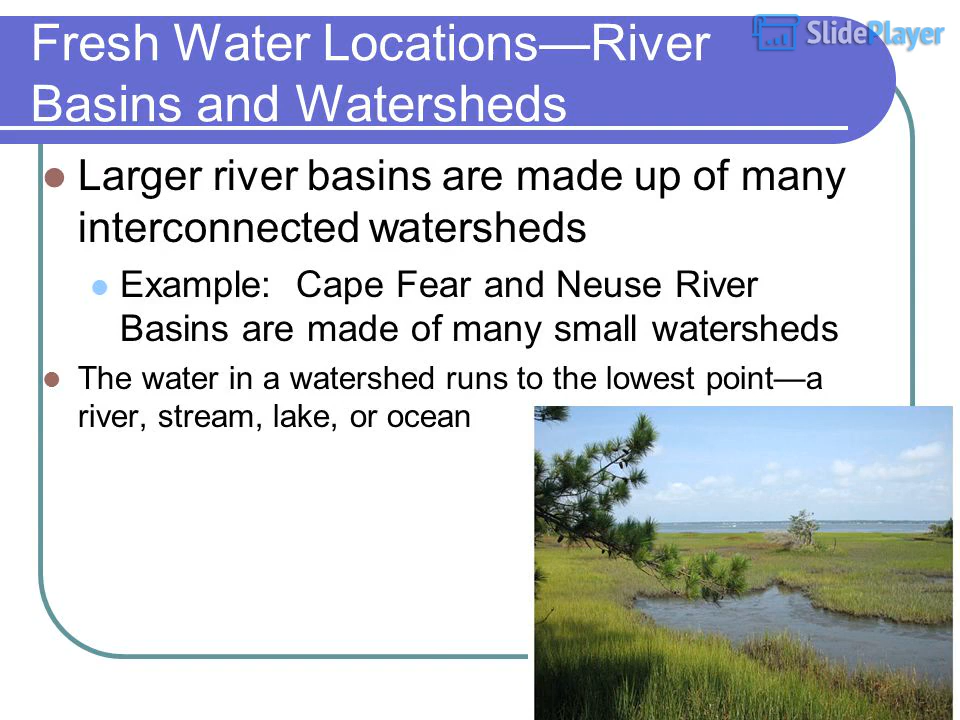 Fresh Water Locations—River
Basins and Watersheds
SlidePlayer
Larger river basins are made up of many
interconnected watersheds
Example:  Cape Fear and Neuse River
Basins are made of many small watersheds
The water in a watershed runs to the lowest point—a
river, stream, lake, or ocean